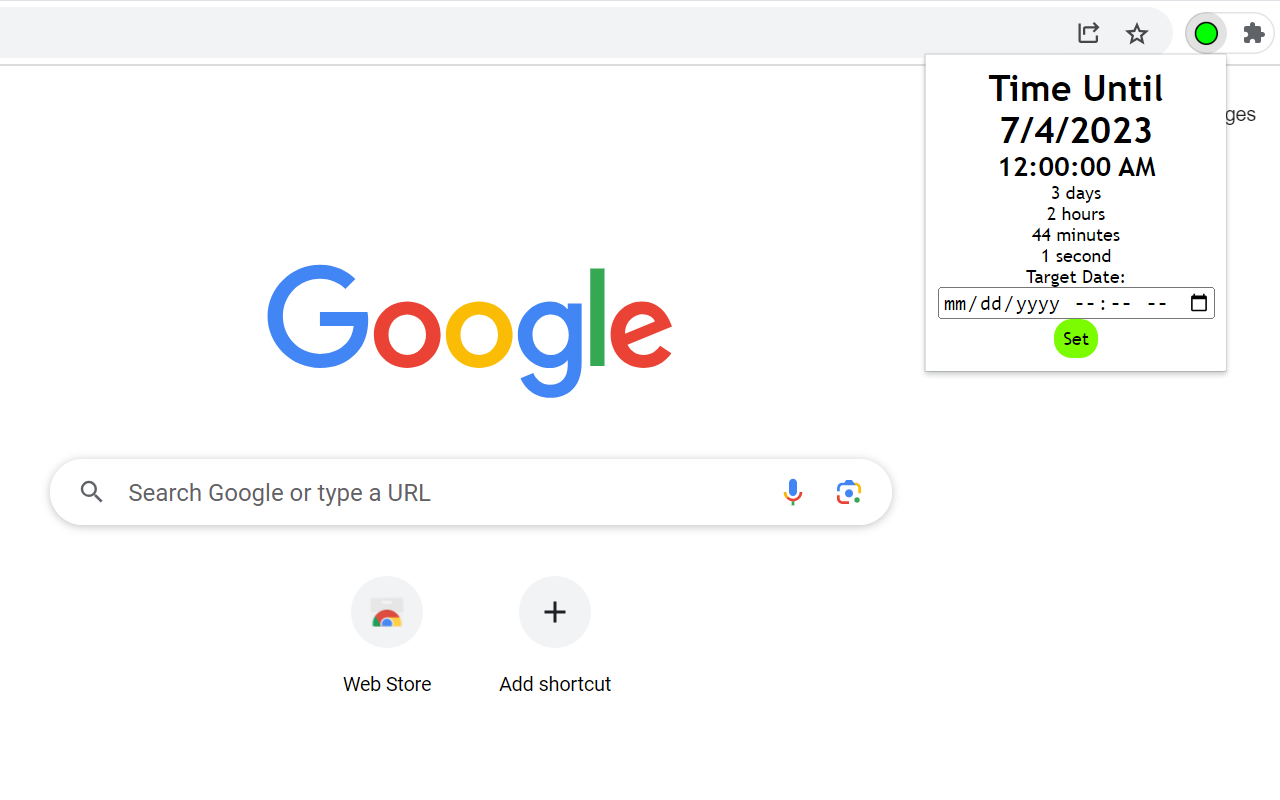 Time Until
7/4/2023
12:00:00 AM
3 days
2 hours
44 minutes
1 second
Target Date:
mm/dd/yyyy --:-- --
Set
ges
Google
Search Google or type a URL
Web Store
Add shortcut